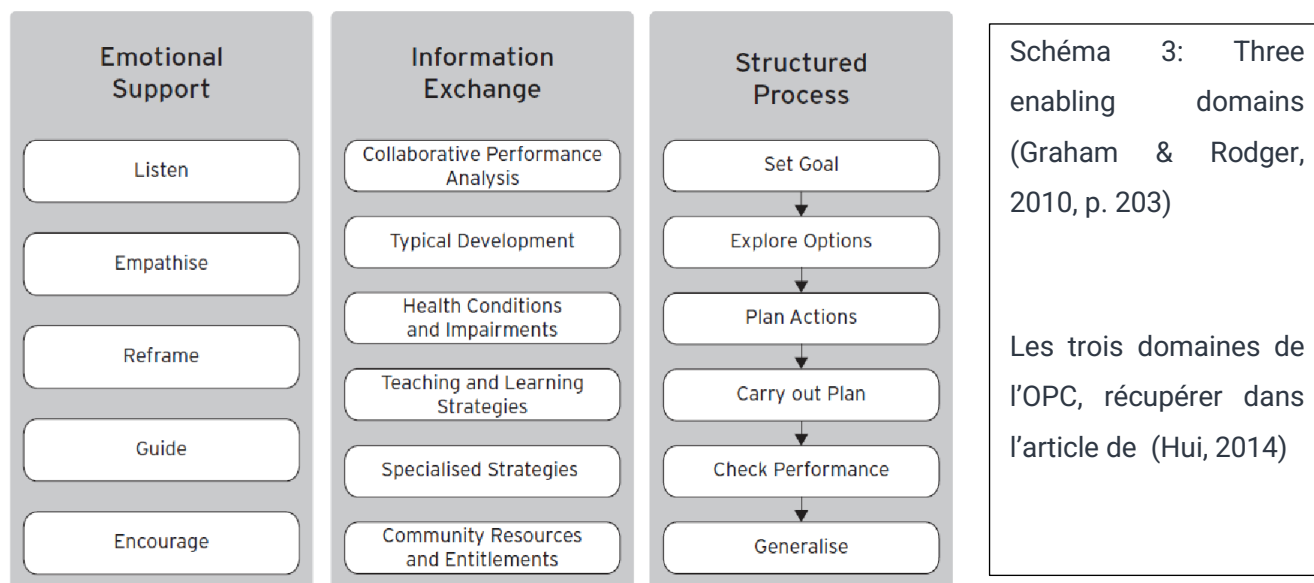 Emotional
Support
Listen
Empathise
Reframe
Guide
Encourage
Information
Exchange
Collaborative Performance
Analysis
Typical Development
Health Conditions
and Impairments
Teaching and Learning
Strategies
Specialised Strategies
Community Resources
and Entitlements
Structured
Process
Set Goal
Explore Options
Plan Actions
Carry out Plan
Check Performance
Generalise
Schéma 3: Three
enabling domains
(Graham & Rodger,
2010, p. 203)
Les trois domaines de
l’OPC, récupérer dans
l’article de (Hui, 2014)